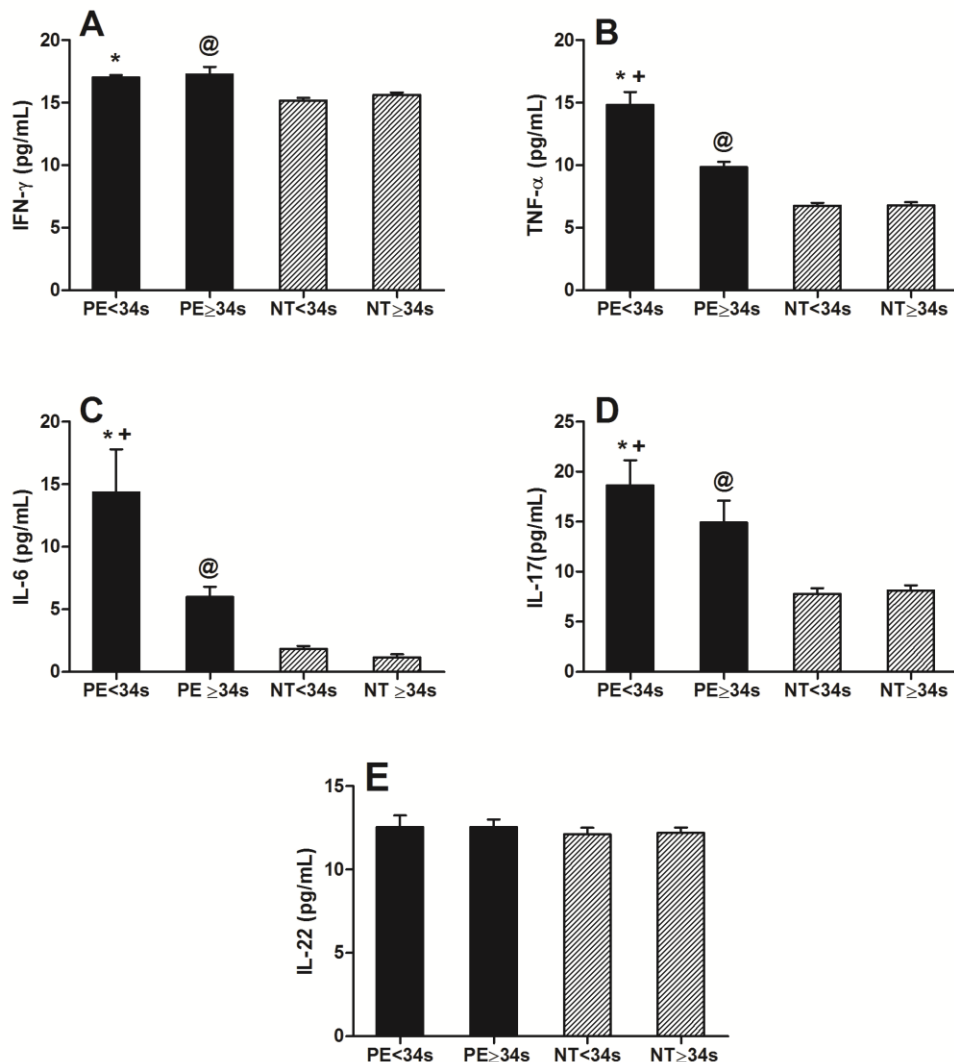 A
IFN-γ (pg/mL)
20
15
10
5
0
*
@
PE<34s PE≥34s NT<34s NT≥34s
B
TNF-α (pg/mL)
20
15
10
5
0
* +
@
PE<34s PE≥34s NT<34s NT≥34s
C
IL-6 (pg/mL)
20
15
10
5
0
* +
@
PE<34s PE ≥34s NT<34s NT ≥34s
D
IL-17(pg/mL)
25
20
15
10
5
0
* +
@
PE<34s PE≥34s NT<34s NT≥34s
E
IL-22 (pg/mL)
15
10
5
0
PE<34s PE≥34s NT<34s NT≥34s